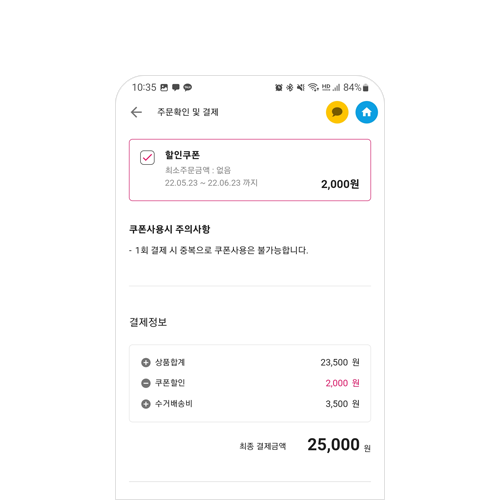 10:35 84%
주문확인 및 결제
할인쿠폰
최소주문금액 : 없음
22.05.23 ~ 22.06.23 까지 2,000원
쿠폰사용시 주의사항
- 1회 결제 시 중복으로 쿠폰사용은 불가능합니다.
결제정보
상품합계 23,500 원
쿠폰할인 2,000 원
수거배송비 3,500 원
최종 결제금액 25,000 원